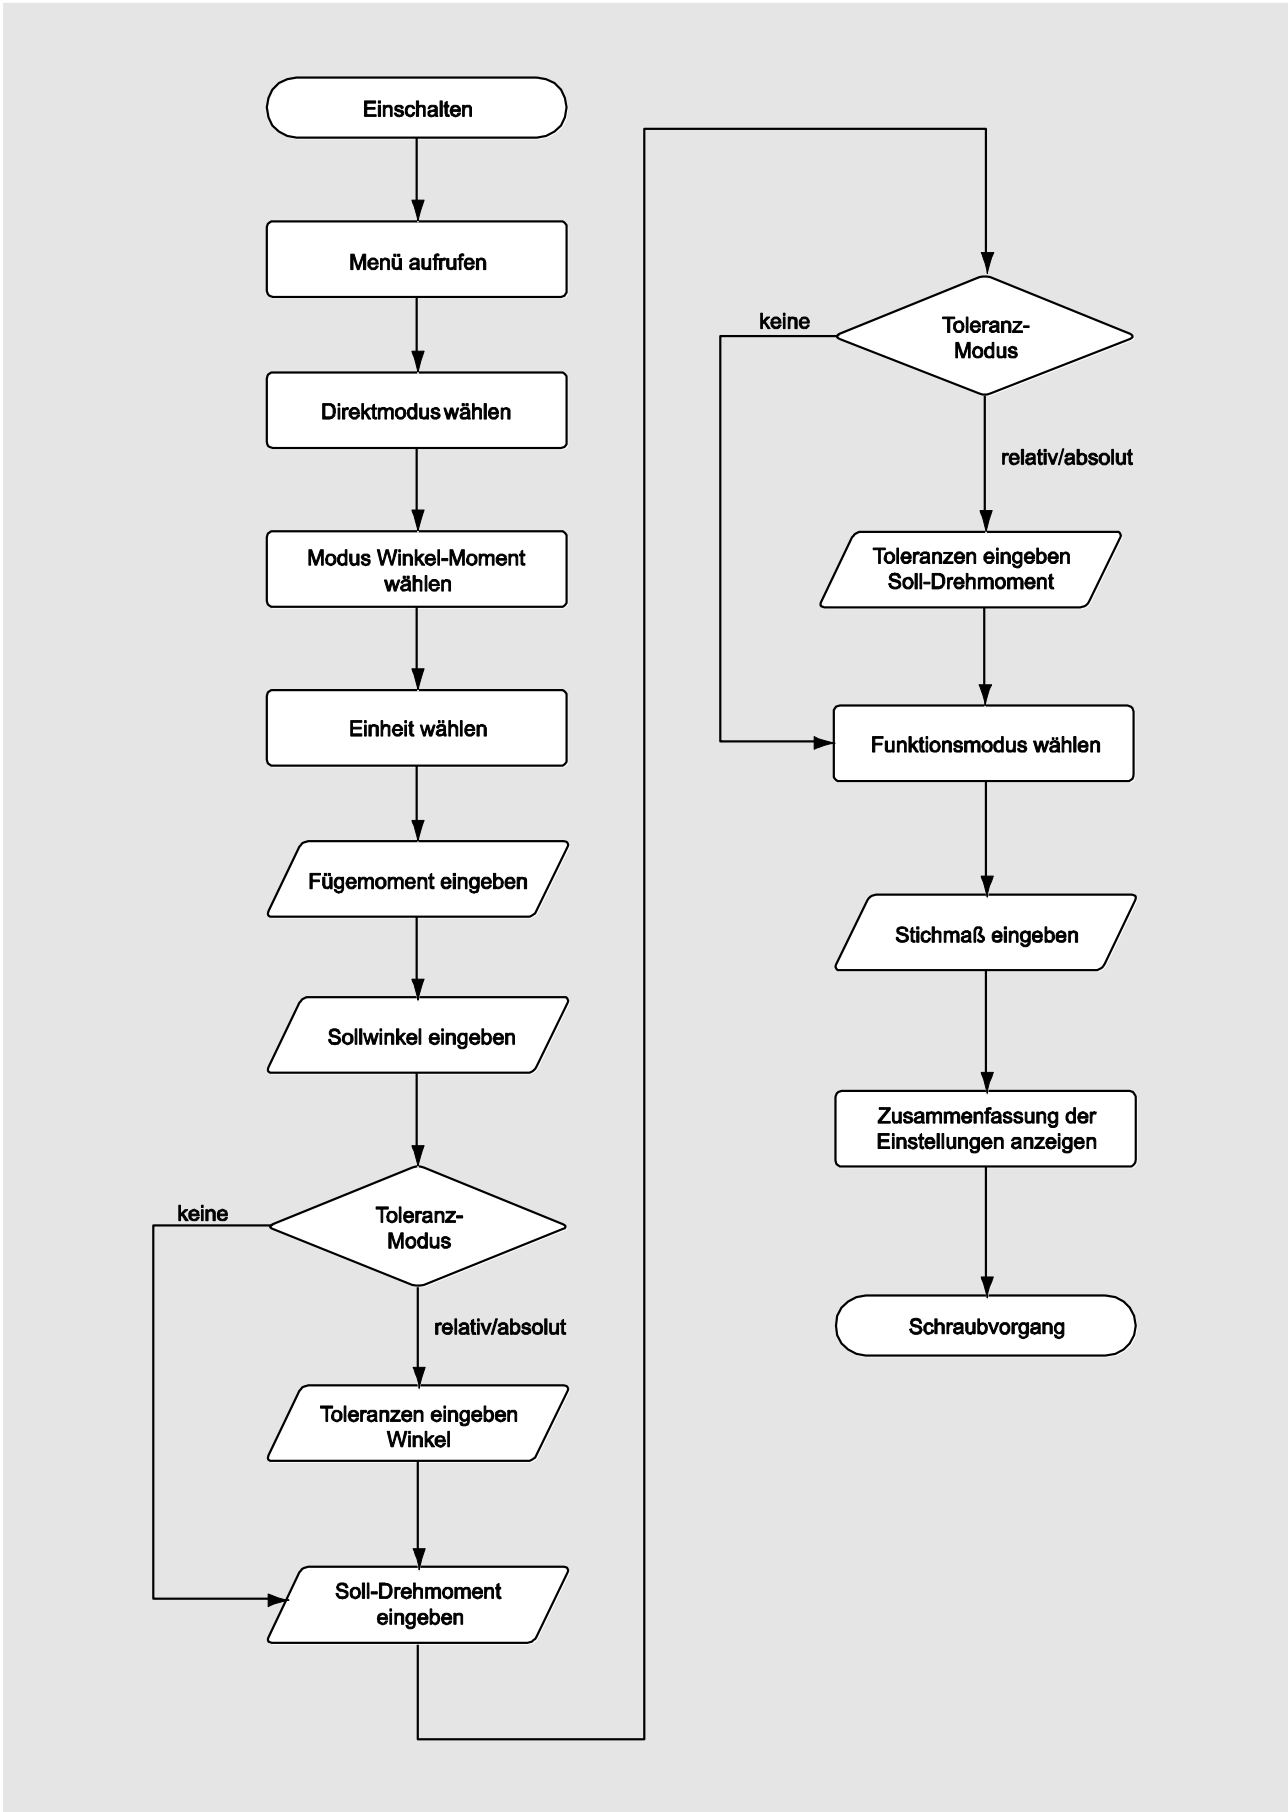 Einschalten
Menü aufrufen
Direktmodus wählen
Modus Winkel-Moment
wählen
Einheit wählen
Fügemoment eingeben
Sollwinkel eingeben
keine
Toleranz-
Modus
relativ/absolut
Toleranzen eingeben
Winkel
Soll-Drehmoment
eingeben
keine
Toleranz-
Modus
relativ/absolut
Toleranzen eingeben
Soll-Drehmoment
Funktionsmodus wählen
Stichmaß eingeben
Zusammenfassung der
Einstellungen anzeigen
Schraubvorgang